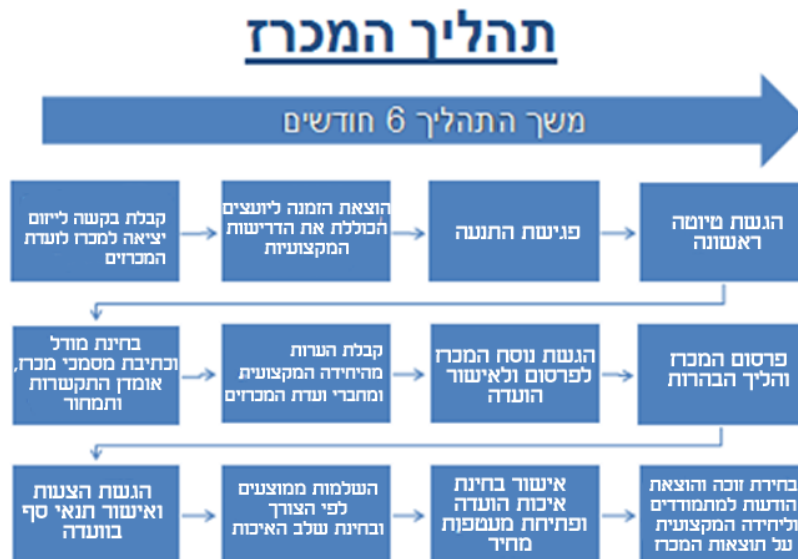 תהליך המכרז
משך התהליך 6 חודשים
קבלת בקשה לייזום
יציאה למכרז לועדת
המכרזים
הוצאת הזמנה ליועצים
הכוללת את הדרישות
המקצועיות
פגישת התנעה
הגשת טיוטה
ראשונה
בחינת מודל
וכתיבת מסמכי מכרז,
אומדן התקשרות
ותמחור
קבלת הערות
מהיחידה המקצועית
ומחברי ועדת המכרזים
הגשת נוסח המכרז
לפרסום ולאישור
הועדה
פרסום המכרז
והליך הבהרות
הגשת הצעות
ואישור תנאי סף
בוועדה
השלמות ממוצעים
לפי הצורך
ובחינת שלב האיכות
אישור בחינת
איכות הועדה
ופתיחת מעטפות
מחיר
בחירת זוכה והוצאת
הודעות למתמודדים
וליחידה המקצועית
על תוצאות המכרז